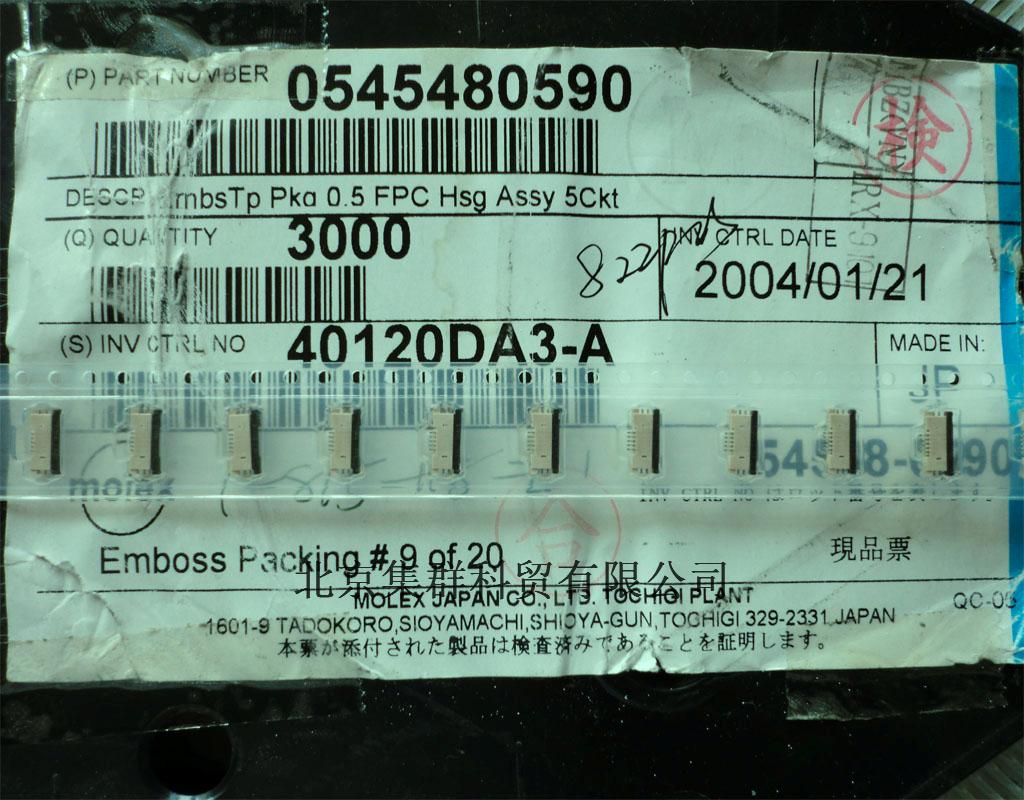 (P) PART NUMBER 0545480590
DESCR. EmbsTp Pkg 0.5 FPC Hsg Assy 5Ckt
(Q) QUANTITY 3000
INV CTRL DATE
2004/01/21
(S) INV CTRL NO 40120DA3-A
MADE IN:
JP
検
molex
合
Emboss Packing # 9 of 20
現品票
北京集群科贸有限公司
MOLEX JAPAN CO., LTD. TOCHIGI PLANT
QC-03
1601-9 TADOKORO,SIOYAMACHI,SHIOYA-GUN,TOCHIGI 329-2331 JAPAN
本票が添付された製品は検査済みであることを証明します。